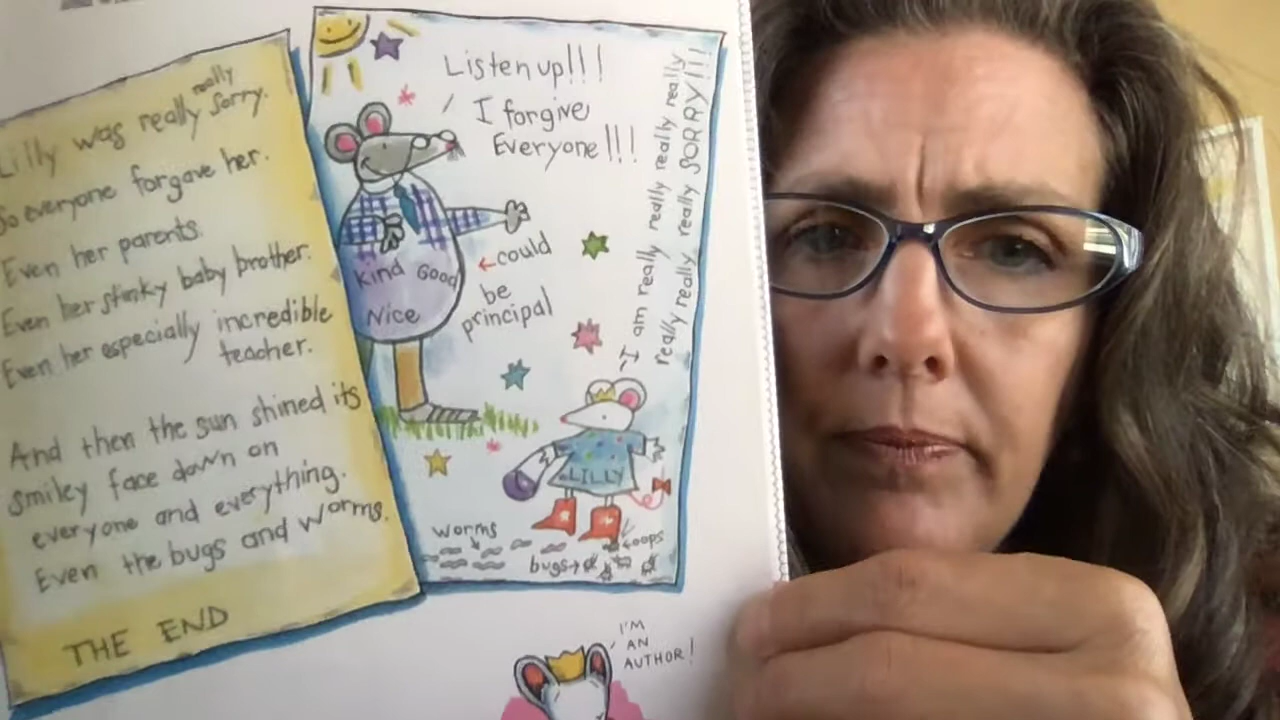 Lilly was really really sorry.
So everyone forgave her.
Even her parents.
Even her stinky baby brother.
Even her especially incredible
teacher.
And then the sun shined its
smiley face down on
everyone and everything.
Even the bugs and worms.
THE END
Listen up!!!
I forgive
Everyone!!!
Kind Good
Nice
←could
be
principal
I am really really really really
really really really SORRY!!!
LILLY
worms
oops
bugs→
I'M
AN
AUTHOR!